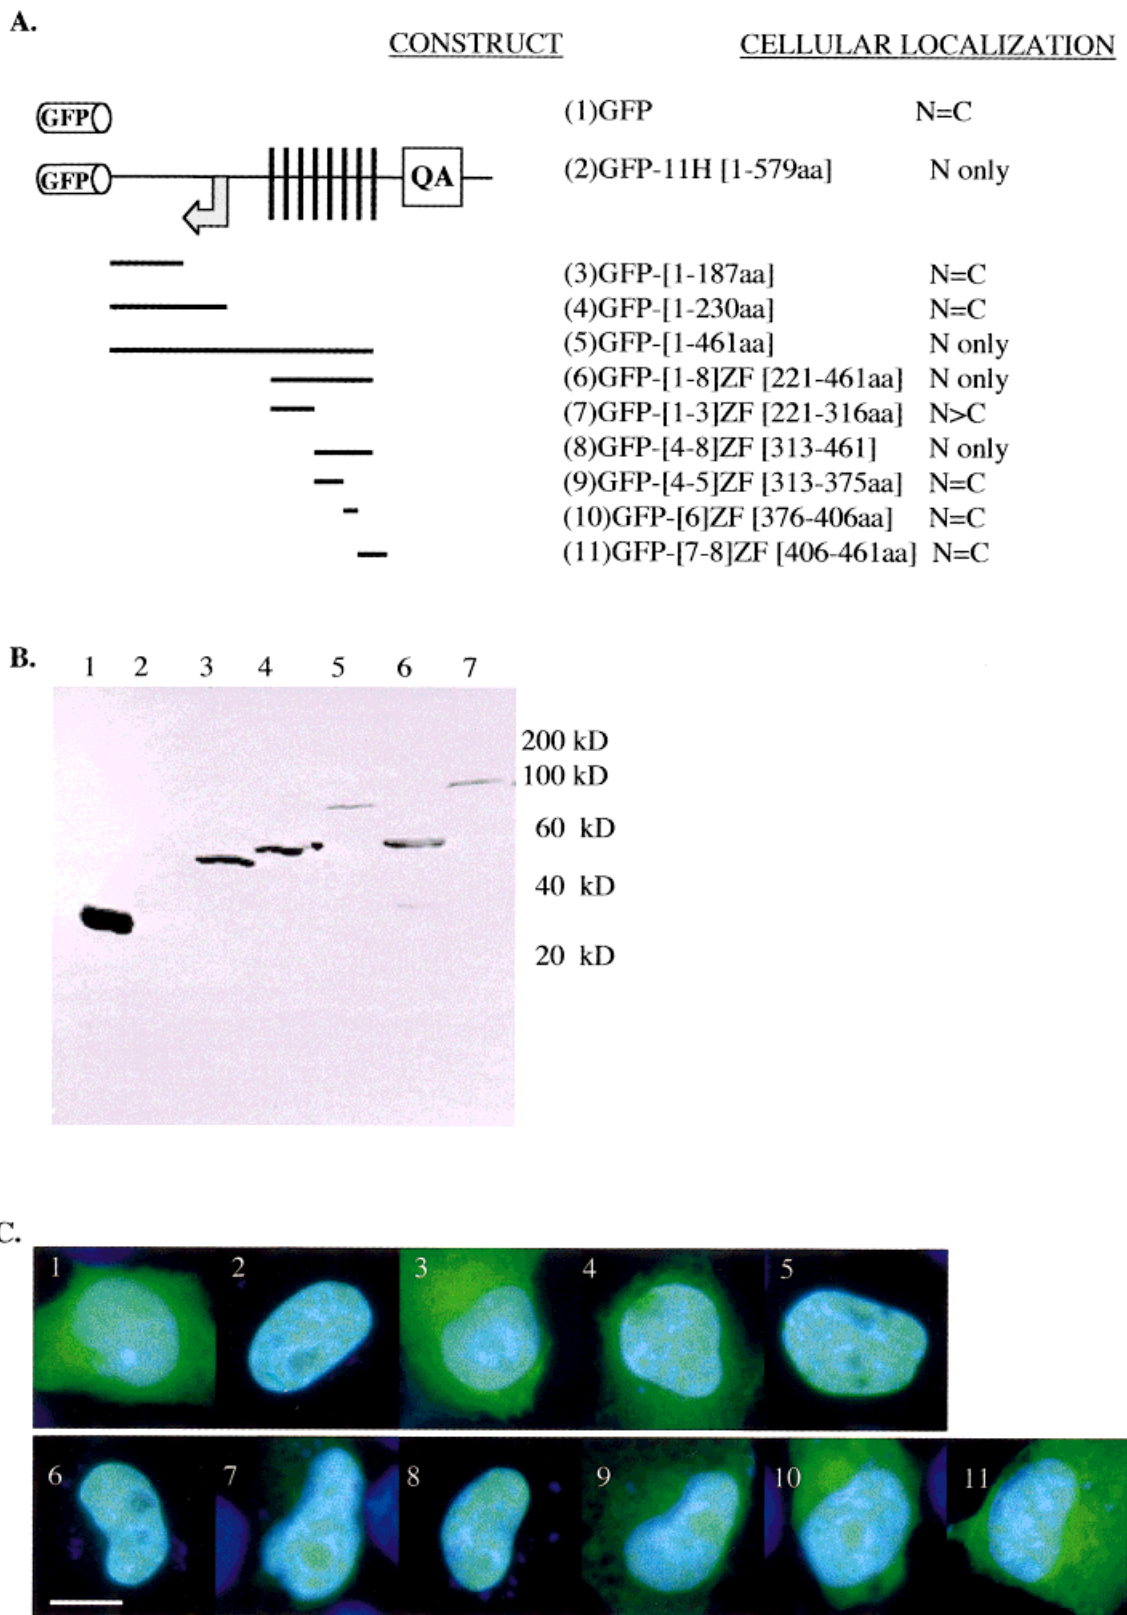 A.
CONSTRUCT CELLULAR LOCALIZATION
GFP (1)GFP N=C
GFP QA (2)GFP-11H [1-579aa] N only
(3)GFP-[1-187aa] N=C
(4)GFP-[1-230aa] N=C
(5)GFP-[1-461aa] N only
(6)GFP-[1-8]ZF [221-461aa] N only
(7)GFP-[1-3]ZF [221-316aa] N>C
(8)GFP-[4-8]ZF [313-461] N only
(9)GFP-[4-5]ZF [313-375aa] N=C
(10)GFP-[6]ZF [376-406aa] N=C
(11)GFP-[7-8]ZF [406-461aa] N=C
B. 1 2 3 4 5 6 7
200 kD
100 kD
60 kD
40 kD
20 kD
C.
1 2 3 4 5
6 7 8 9 10 11